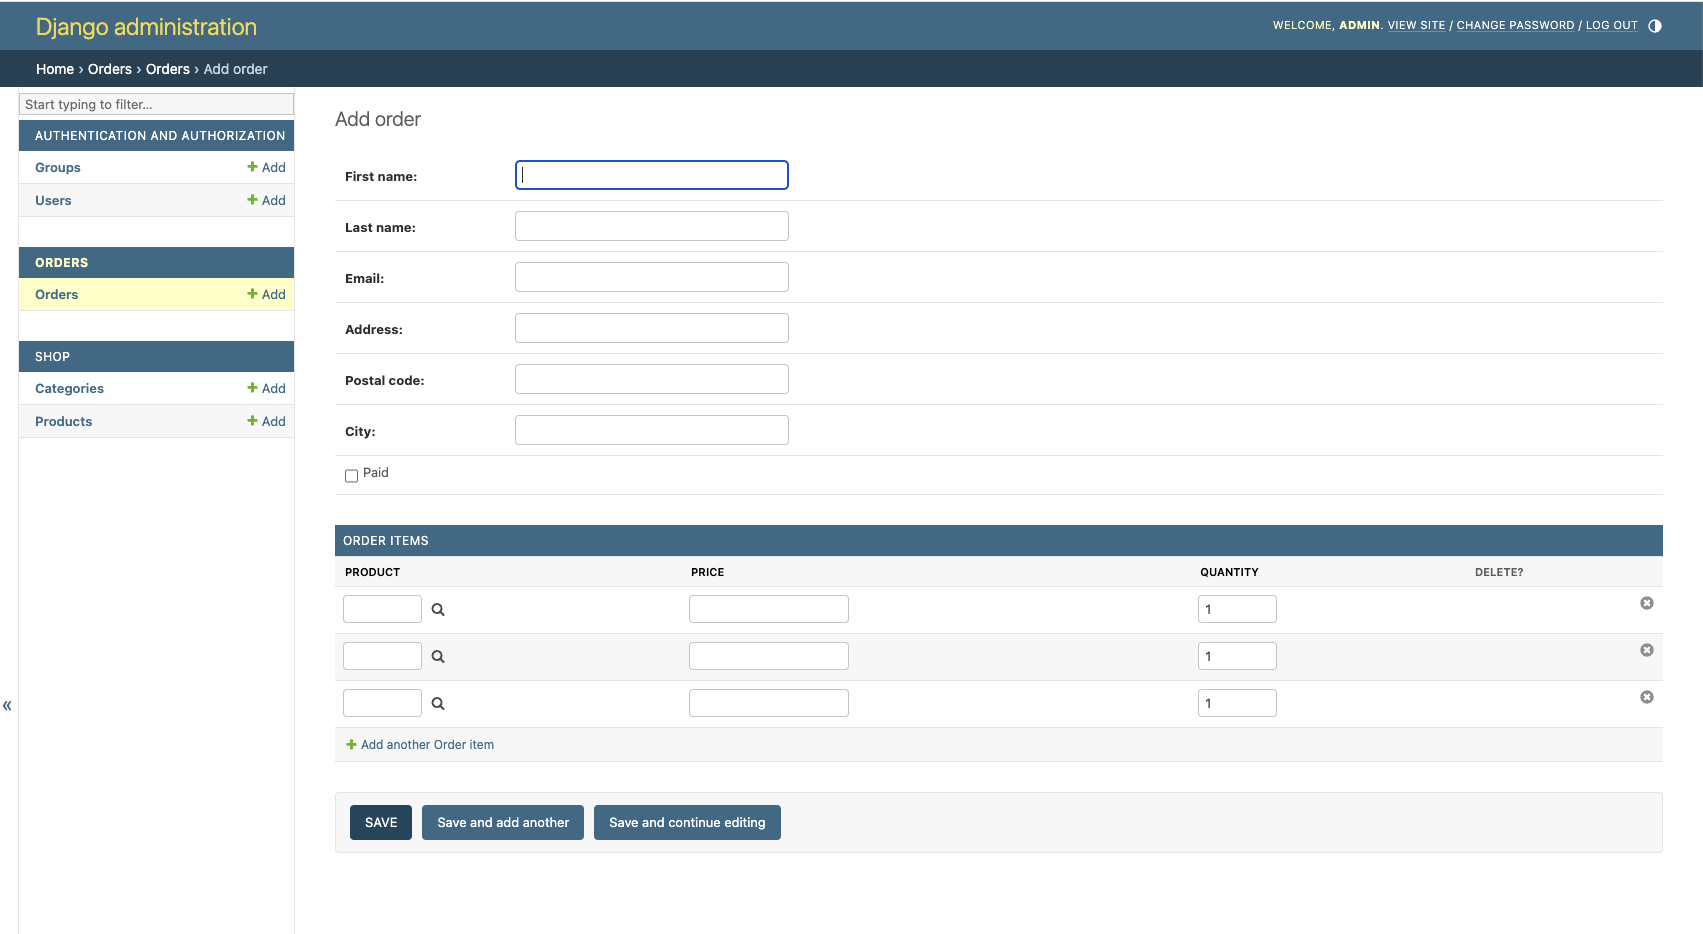 Django administration
WELCOME, ADMIN. VIEW SITE / CHANGE PASSWORD / LOG OUT
Home › Orders › Orders › Add order
Start typing to filter...
AUTHENTICATION AND AUTHORIZATION
Groups + Add
Users + Add
ORDERS
Orders + Add
SHOP
Categories + Add
Products + Add
«
Add order
First name:
Last name:
Email:
Address:
Postal code:
City:
Paid
ORDER ITEMS
PRODUCT PRICE QUANTITY DELETE?
1
1
1
+ Add another Order item
SAVE Save and add another Save and continue editing